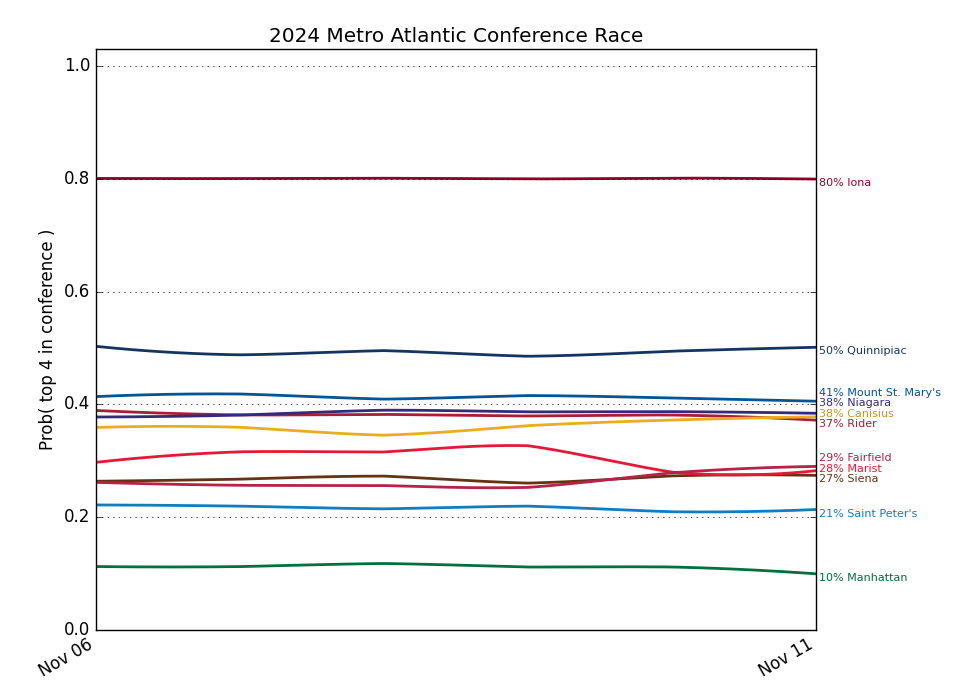 2024 Metro Atlantic Conference Race
1.0
0.8
0.6
0.4
0.2
0.0
Prob( top 4 in conference )
80% Iona
50% Quinnipiac
41% Mount St. Mary's
38% Niagara
38% Canisius
37% Rider
29% Fairfield
28% Marist
27% Siena
21% Saint Peter's
10% Manhattan
Nov 06
Nov 11